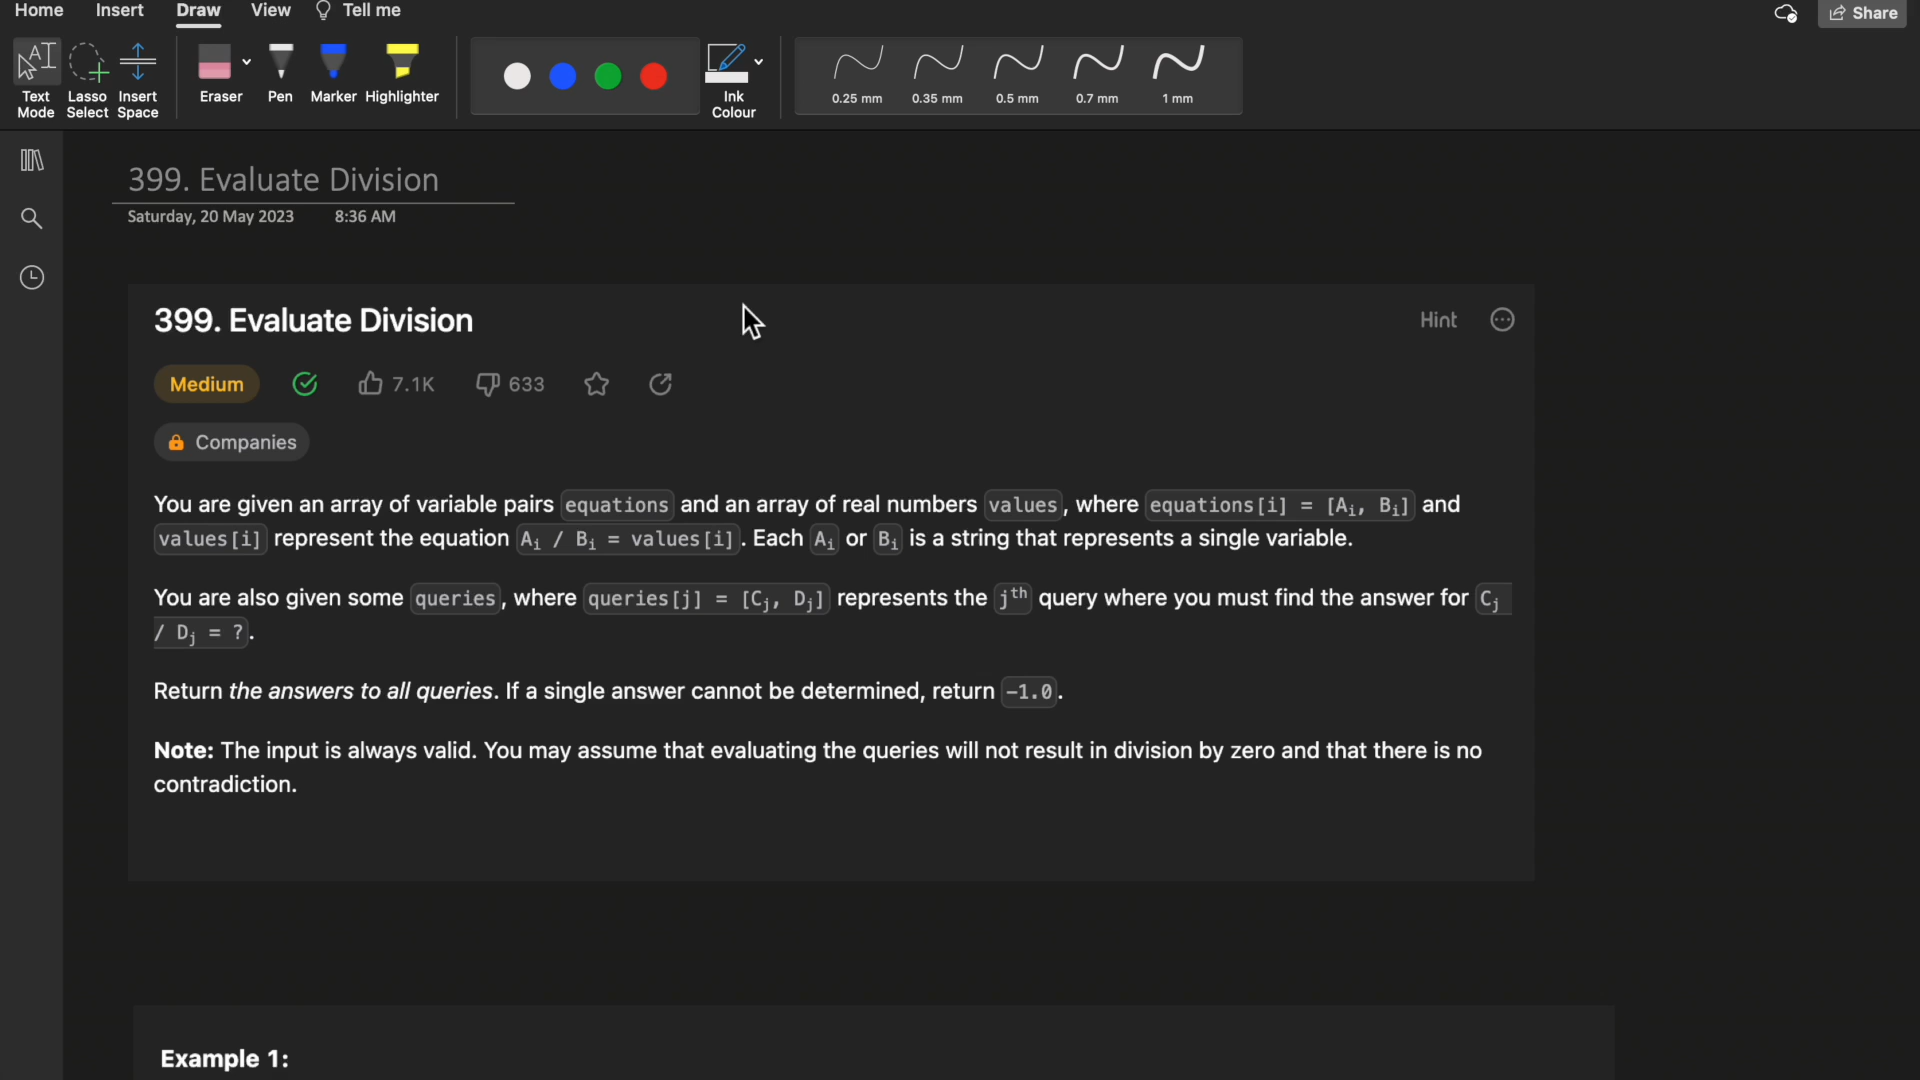 Home Insert Draw View Tell me Share
Text Mode Lasso Select Insert Space Eraser Pen Marker Highlighter Ink Colour 0.25 mm 0.35 mm 0.5 mm 0.7 mm 1 mm
399. Evaluate Division
Saturday, 20 May 2023 8:36 AM
399. Evaluate Division Hint
Medium 7.1K 633
Companies
You are given an array of variable pairs equations and an array of real numbers values, where equations[i] = [Aᵢ, Bᵢ] and
values[i] represent the equation Aᵢ / Bᵢ = values[i]. Each Aᵢ or Bᵢ is a string that represents a single variable.
You are also given some queries, where queries[j] = [Cⱼ, Dⱼ] represents the jᵗʰ query where you must find the answer for Cⱼ
/ Dⱼ = ?.
Return the answers to all queries. If a single answer cannot be determined, return -1.0.
Note: The input is always valid. You may assume that evaluating the queries will not result in division by zero and that there is no
contradiction.
Example 1: